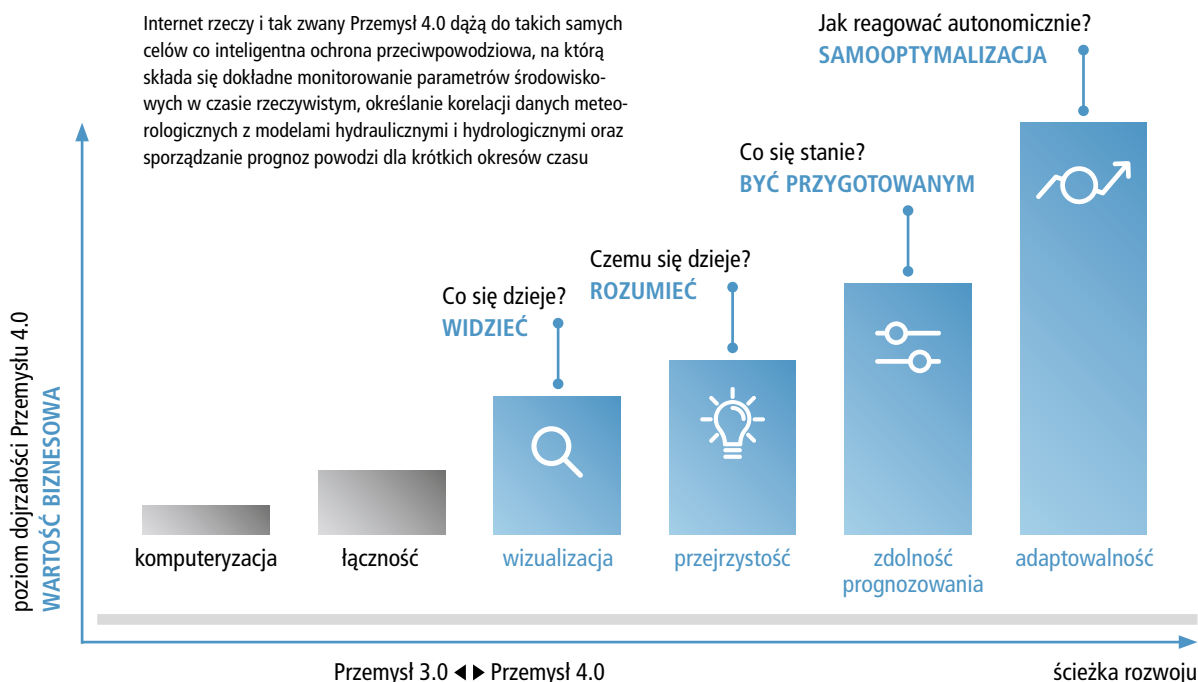 Internet rzeczy i tak zwany Przemysł 4.0 dążą do takich samych
celów co inteligentna ochrona przeciwpowodziowa, na którą
składa się dokładne monitorowanie parametrów środowisko-
wych w czasie rzeczywistym, określanie korelacji danych meteo-
rologicznych z modelami hydraulicznymi i hydrologicznymi oraz
sporządzanie prognoz powodzi dla krótkich okresów czasu
Jak reagować autonomicznie?
SAMOOPTYMALIZACJA
Co się stanie?
BYĆ PRZYGOTOWANYM
Czemu się dzieje?
ROZUMIEĆ
Co się dzieje?
WIDZIEĆ
poziom dojrzałości Przemysłu 4.0
WARTOŚĆ BIZNESOWA
komputeryzacja
łączność
wizualizacja
przejrzystość
zdolność
prognozowania
adaptowalność
Przemysł 3.0 ◀ ▶ Przemysł 4.0
ścieżka rozwoju